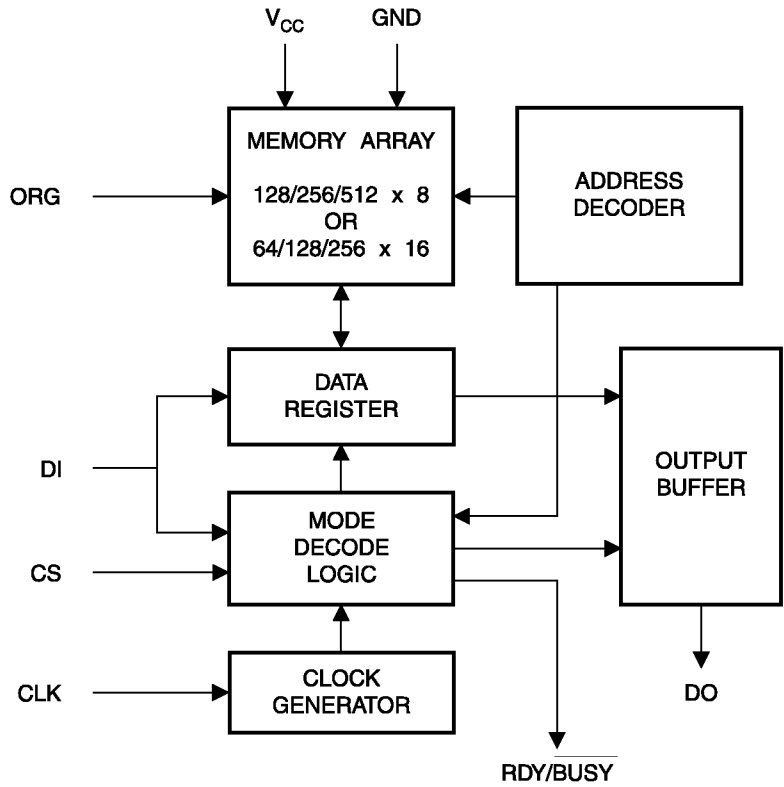 VCC
GND
MEMORY ARRAY
128/256/512 x 8
OR
64/128/256 x 16
ORG
ADDRESS
DECODER
DATA
REGISTER
DI
OUTPUT
BUFFER
MODE
DECODE
LOGIC
CS
CLOCK
GENERATOR
CLK
DO
RDY/BUSY